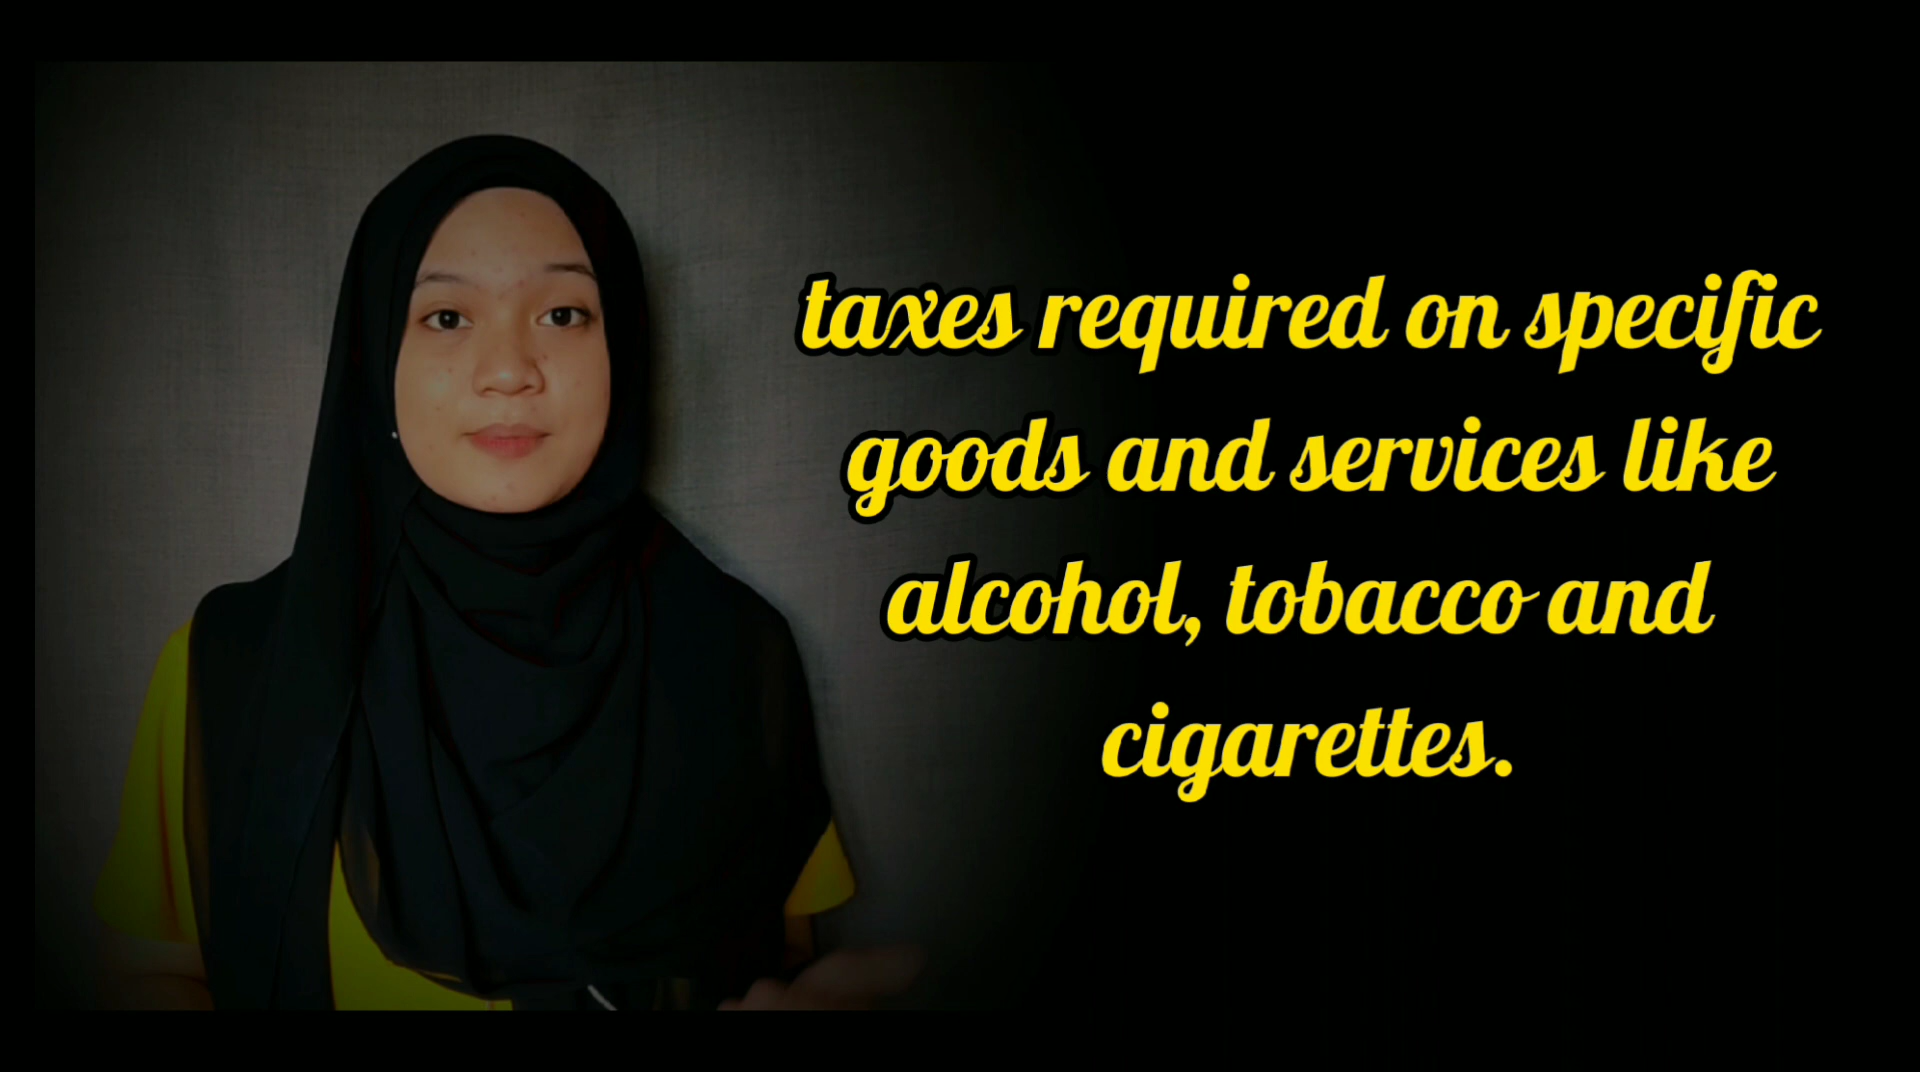 taxes required on specific
goods and services like
alcohol, tobacco and
cigarettes.